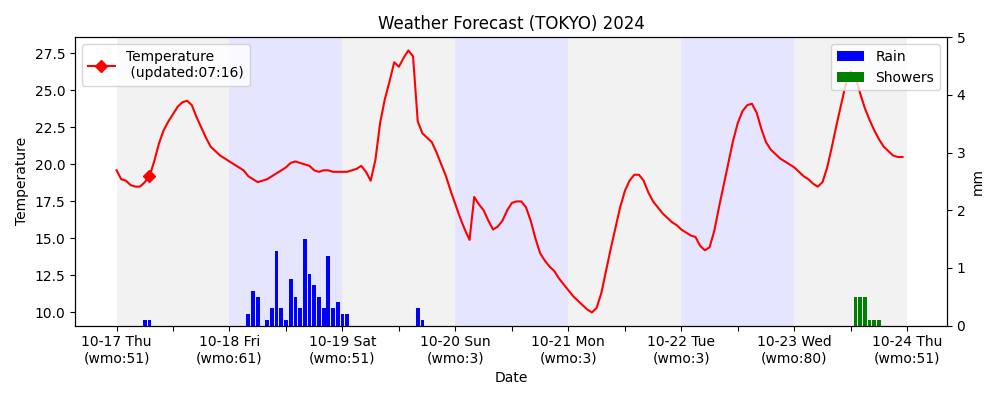 Weather Forecast (TOKYO) 2024
Temperature
(updated:07:16)
Rain
Showers
27.5
25.0
22.5
20.0
17.5
15.0
12.5
10.0
Temperature
5
4
3
2
1
0
mm
10-17 Thu
(wmo:51)
10-18 Fri
(wmo:61)
10-19 Sat
(wmo:51)
10-20 Sun
(wmo:3)
10-21 Mon
(wmo:3)
10-22 Tue
(wmo:3)
10-23 Wed
(wmo:80)
10-24 Thu
(wmo:51)
Date